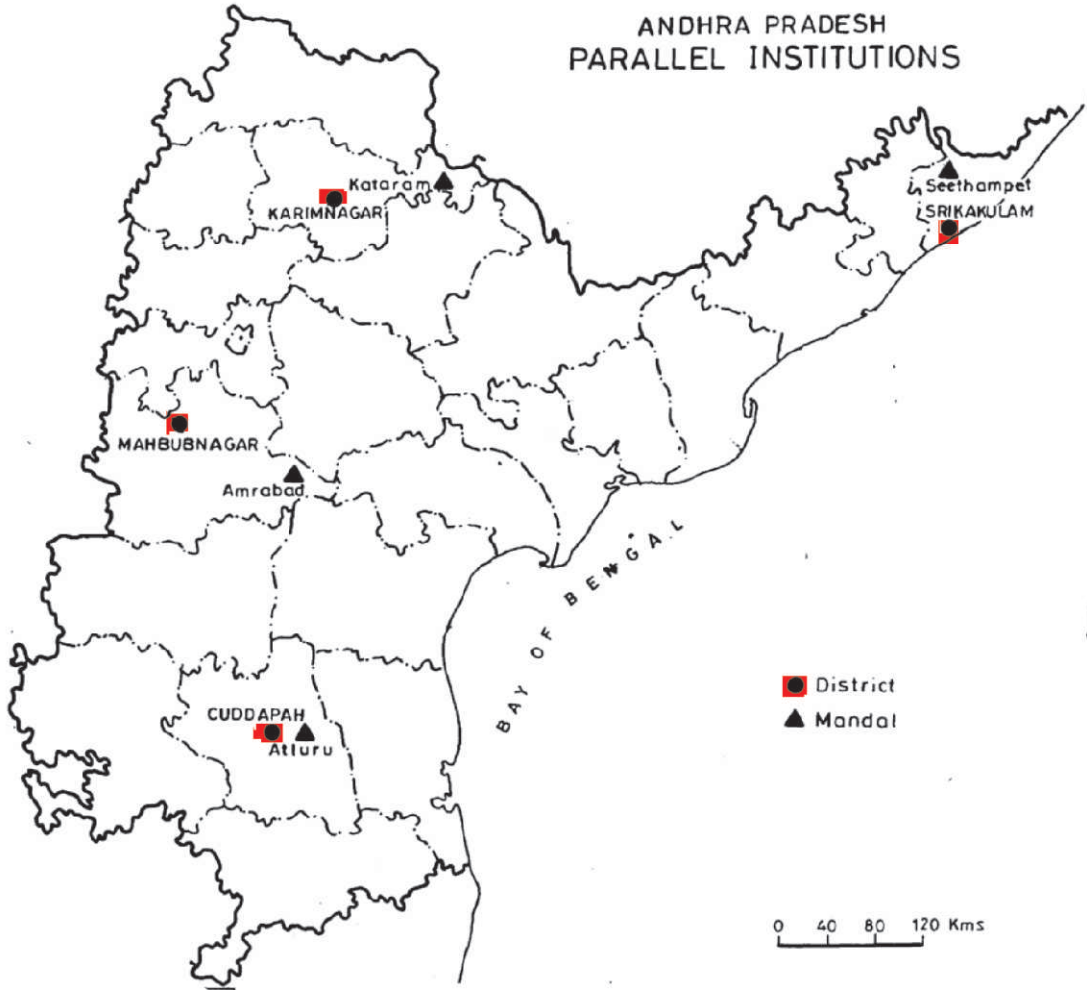 ANDHRA PRADESH
PARALLEL INSTITUTIONS
Kataram
KARIMNAGAR
Seethampet
SRIKAKULAM
MAHBUBNAGAR
Amrabad
BAY OF BENGAL
CUDDAPAH
Atluru
District
Mandal
0 40 80 120 Kms